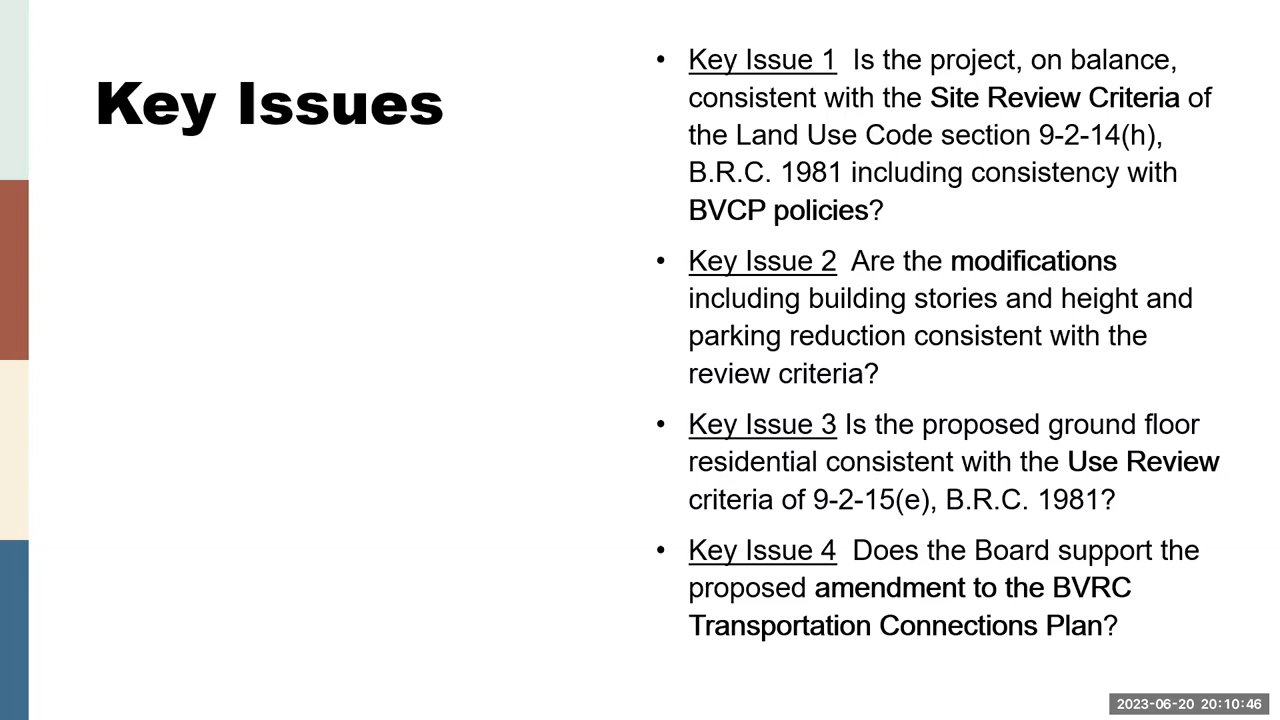 Key Issues
• Key Issue 1  Is the project, on balance,
consistent with the Site Review Criteria of
the Land Use Code section 9-2-14(h),
B.R.C. 1981 including consistency with
BVCP policies?
• Key Issue 2  Are the modifications
including building stories and height and
parking reduction consistent with the
review criteria?
• Key Issue 3 Is the proposed ground floor
residential consistent with the Use Review
criteria of 9-2-15(e), B.R.C. 1981?
• Key Issue 4  Does the Board support the
proposed amendment to the BVRC
Transportation Connections Plan?
2023-06-20 20:10:46